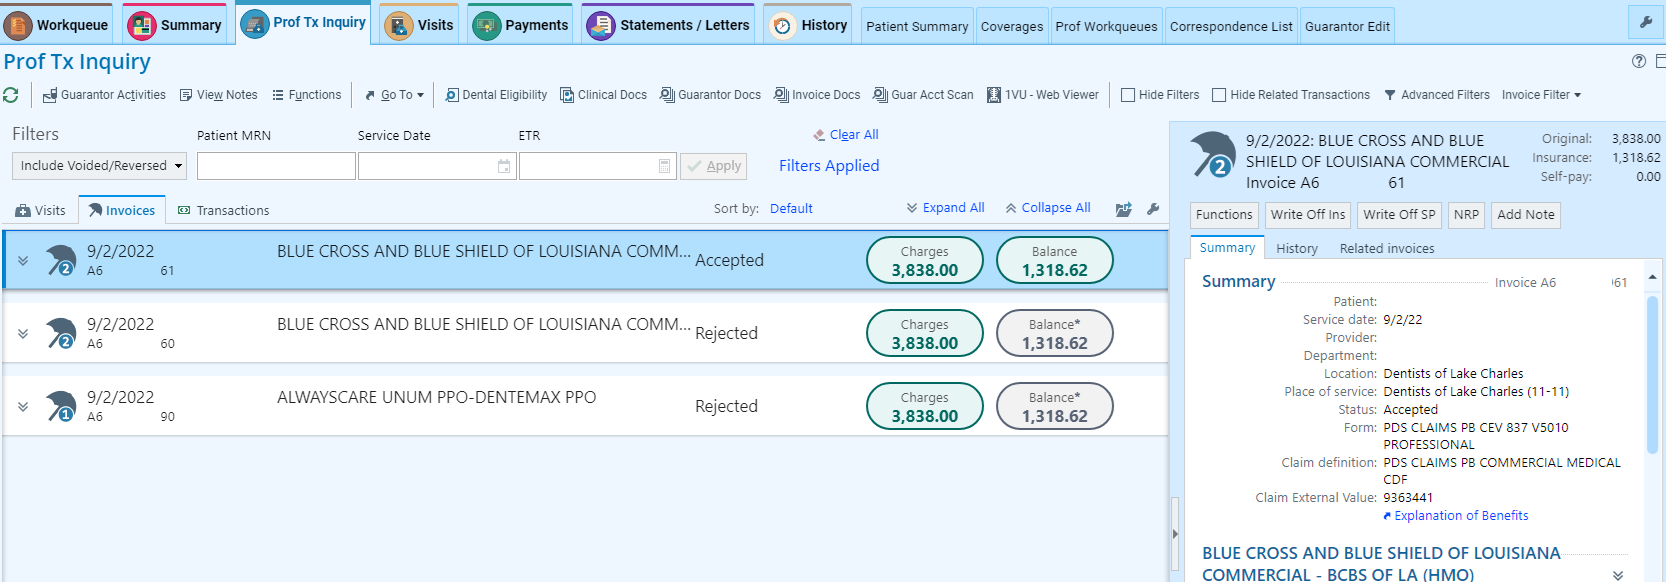 Workqueue Summary Prof Tx Inquiry Visits Payments Statements / Letters History Patient Summary Coverages Prof Workqueues Correspondence List Guarantor Edit
Prof Tx Inquiry
Guarantor Activities View Notes Functions Go To Dental Eligibility Clinical Docs Guarantor Docs Invoice Docs Guar Acct Scan 1VU - Web Viewer Hide Filters Hide Related Transactions Advanced Filters Invoice Filter
Filters Patient MRN Service Date ETR Clear All
Include Voided/Reversed Apply Filters Applied
Visits Invoices Transactions Sort by: Default Expand All Collapse All
2 9/2/2022 BLUE CROSS AND BLUE SHIELD OF LOUISIANA COMM... Accepted Charges Balance
A6 61 3,838.00 1,318.62
2 9/2/2022 BLUE CROSS AND BLUE SHIELD OF LOUISIANA COMM... Rejected Charges Balance*
A6 60 3,838.00 1,318.62
1 9/2/2022 ALWAYSCARE UNUM PPO-DENTEMAX PPO Rejected Charges Balance*
A6 90 3,838.00 1,318.62
2 9/2/2022: BLUE CROSS AND BLUE
SHIELD OF LOUISIANA COMMERCIAL
Invoice A6 61
Original: 3,838.00
Insurance: 1,318.62
Self-pay: 0.00
Functions Write Off Ins Write Off SP NRP Add Note
Summary History Related invoices
Summary Invoice A6 61
Patient:
Service date: 9/2/22
Provider:
Department:
Location: Dentists of Lake Charles
Place of service: Dentists of Lake Charles (11-11)
Status: Accepted
Form: PDS CLAIMS PB CEV 837 V5010
PROFESSIONAL
Claim definition: PDS CLAIMS PB COMMERCIAL MEDICAL
CDF
Claim External Value: 9363441
Explanation of Benefits
BLUE CROSS AND BLUE SHIELD OF LOUISIANA
COMMERCIAL - BCBS OF LA (HMO)